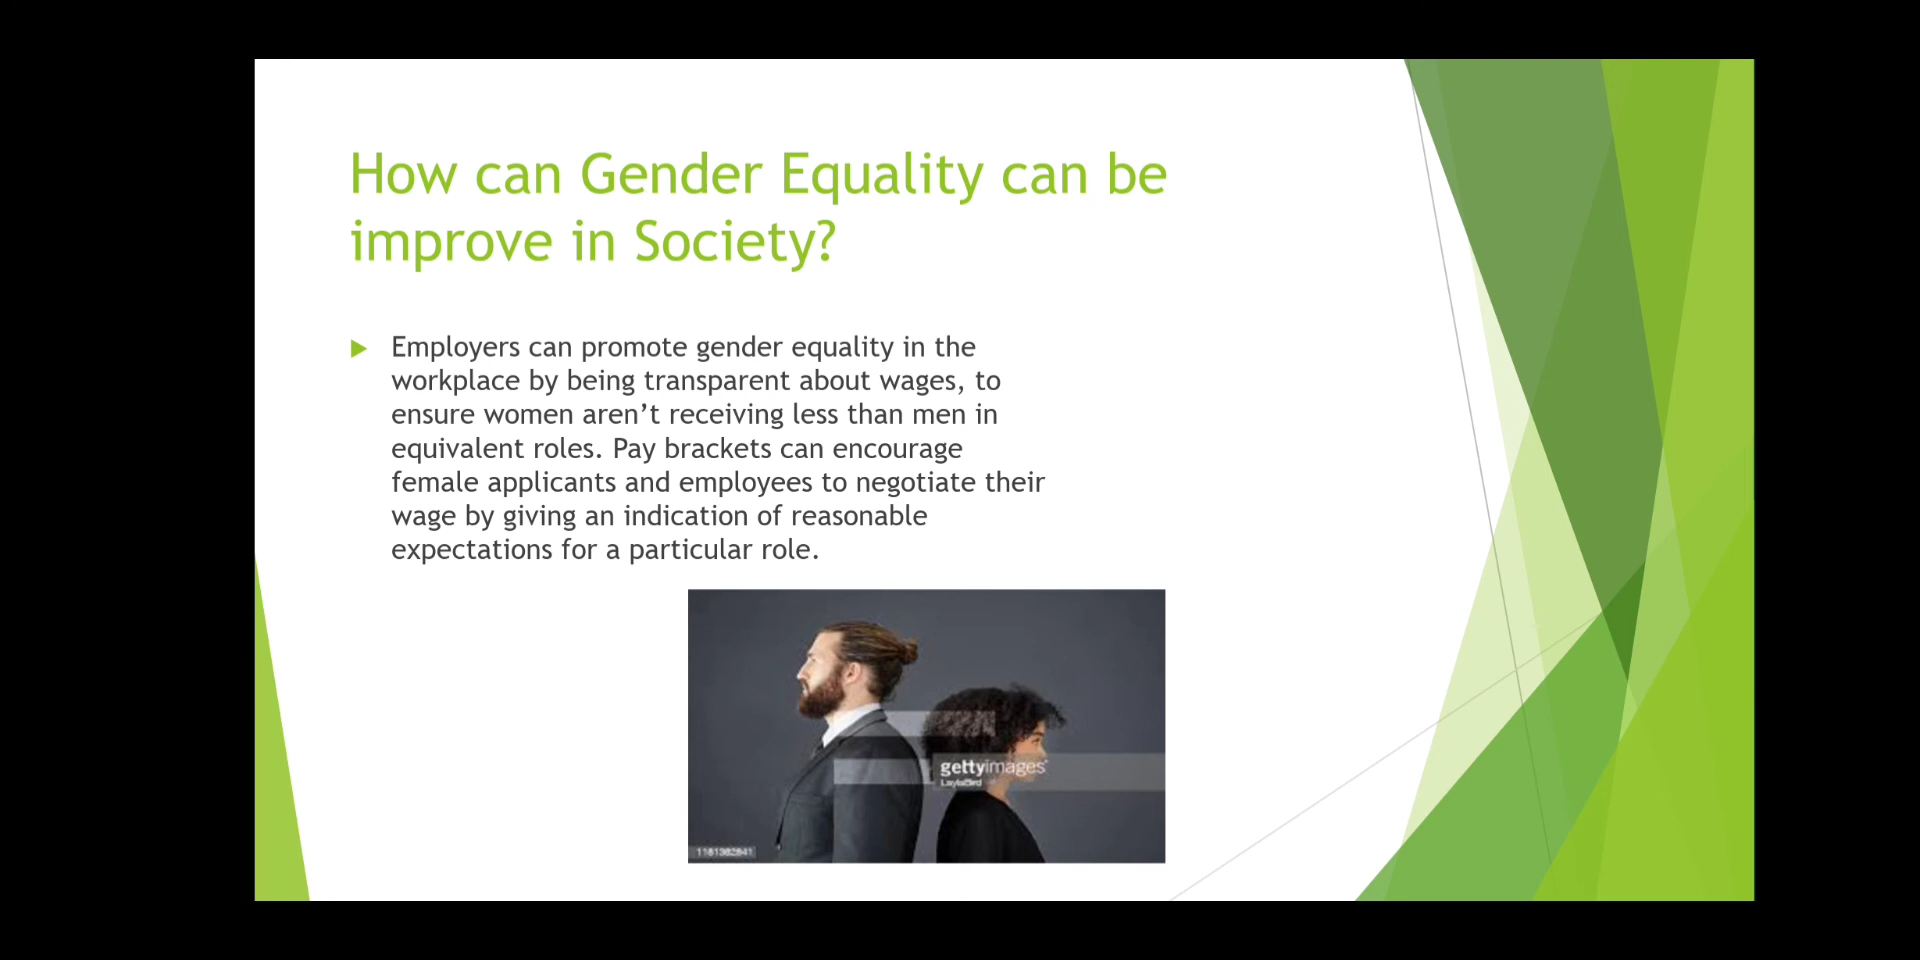 How can Gender Equality can be
improve in Society?
Employers can promote gender equality in the
workplace by being transparent about wages, to
ensure women aren’t receiving less than men in
equivalent roles. Pay brackets can encourage
female applicants and employees to negotiate their
wage by giving an indication of reasonable
expectations for a particular role.
gettyimages®
LaylaBird
1181382841